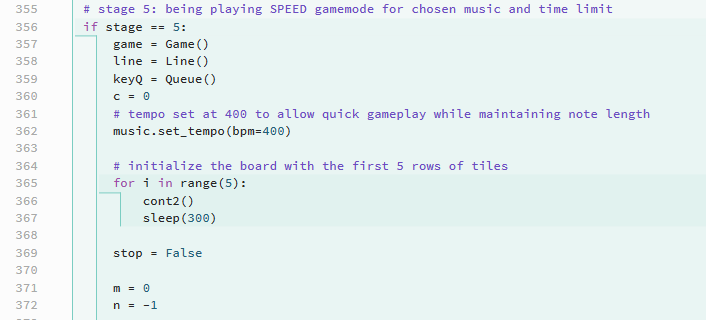 355 # stage 5: being playing SPEED gamemode for chosen music and time limit
356 if stage == 5:
357 game = Game()
358 line = Line()
359 keyQ = Queue()
360 c = 0
361 # tempo set at 400 to allow quick gameplay while maintaining note length
362 music.set_tempo(bpm=400)
363
364 # initialize the board with the first 5 rows of tiles
365 for i in range(5):
366 cont2()
367 sleep(300)
368
369 stop = False
370
371 m = 0
372 n = -1